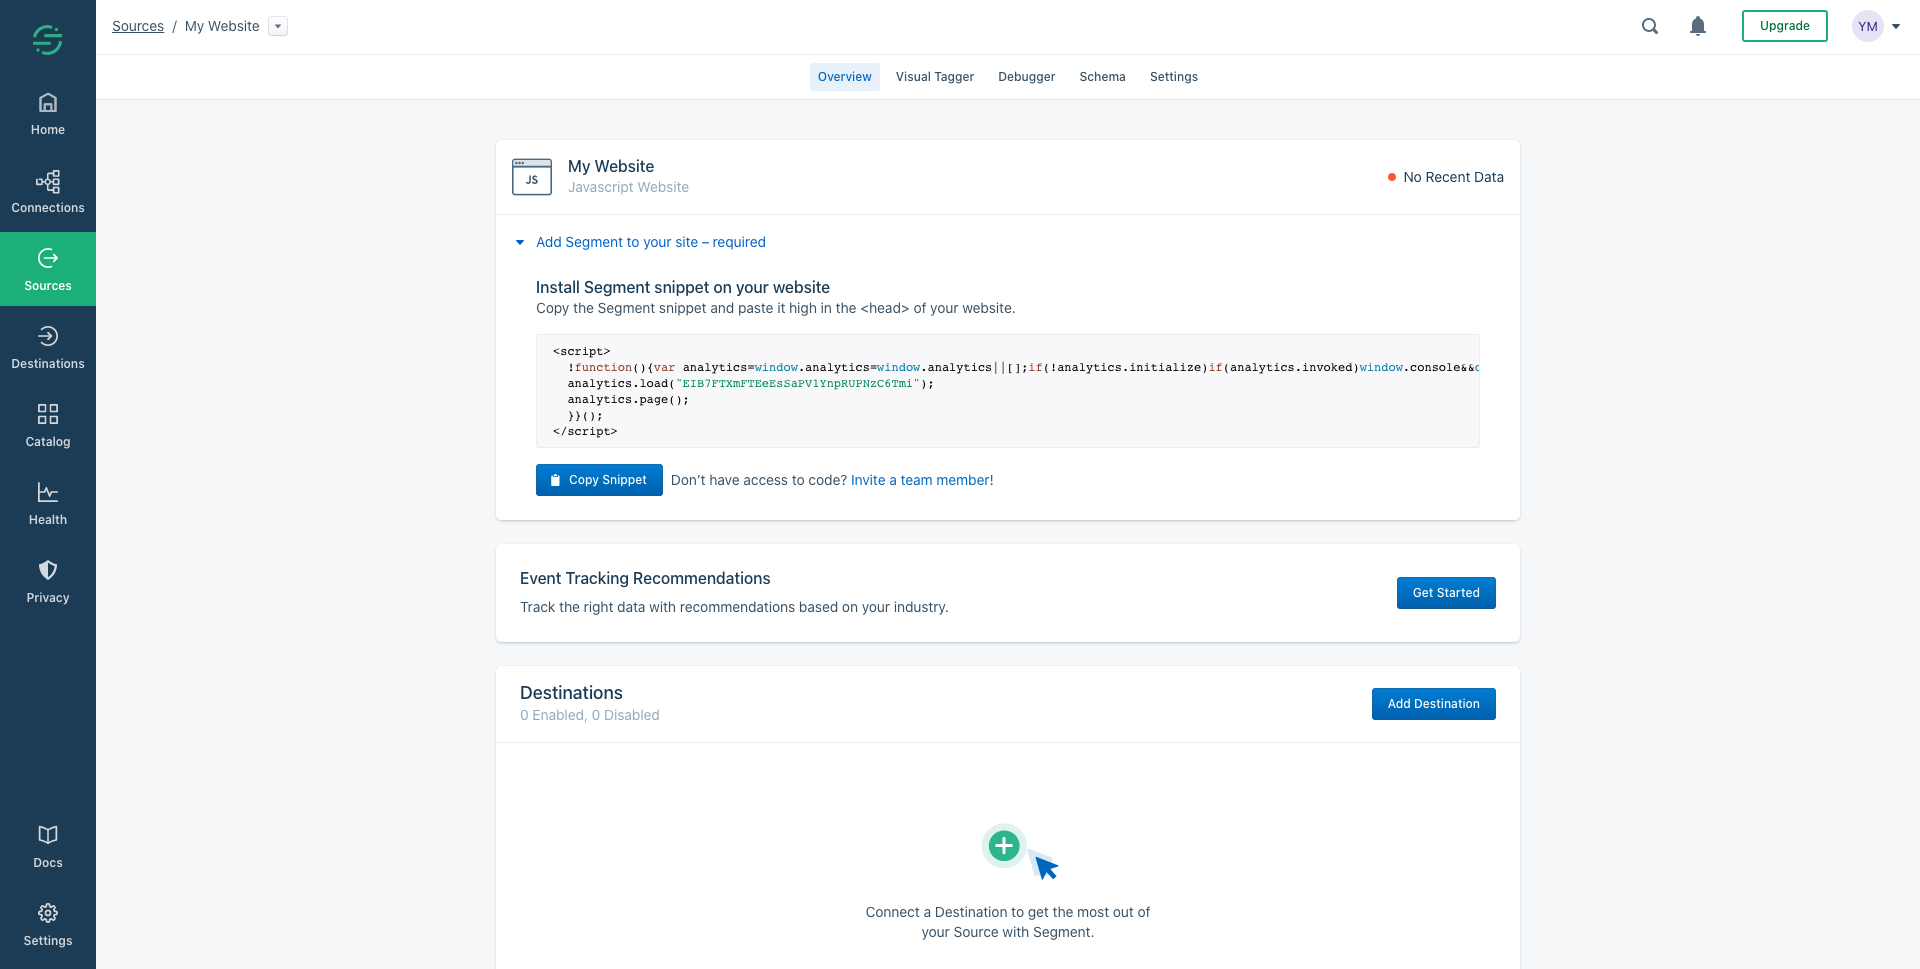 Sources / My Website
Upgrade
YM
Overview
Visual Tagger
Debugger
Schema
Settings
Home
Connections
Sources
Destinations
Catalog
Health
Privacy
Docs
Settings
JS
My Website
Javascript Website
No Recent Data
Add Segment to your site – required
Install Segment snippet on your website
Copy the Segment snippet and paste it high in the <head> of your website.
<script>
!function(){var analytics=window.analytics=window.analytics||[];if(!analytics.initialize)if(analytics.invoked)window.console&&c
analytics.load("EIB7FTXmFTEeEsSaPV1YnpRUPNzC6Tmi");
analytics.page();
}}();
</script>
Copy Snippet
Don’t have access to code? Invite a team member!
Event Tracking Recommendations
Track the right data with recommendations based on your industry.
Get Started
Destinations
0 Enabled, 0 Disabled
Add Destination
Connect a Destination to get the most out of
your Source with Segment.